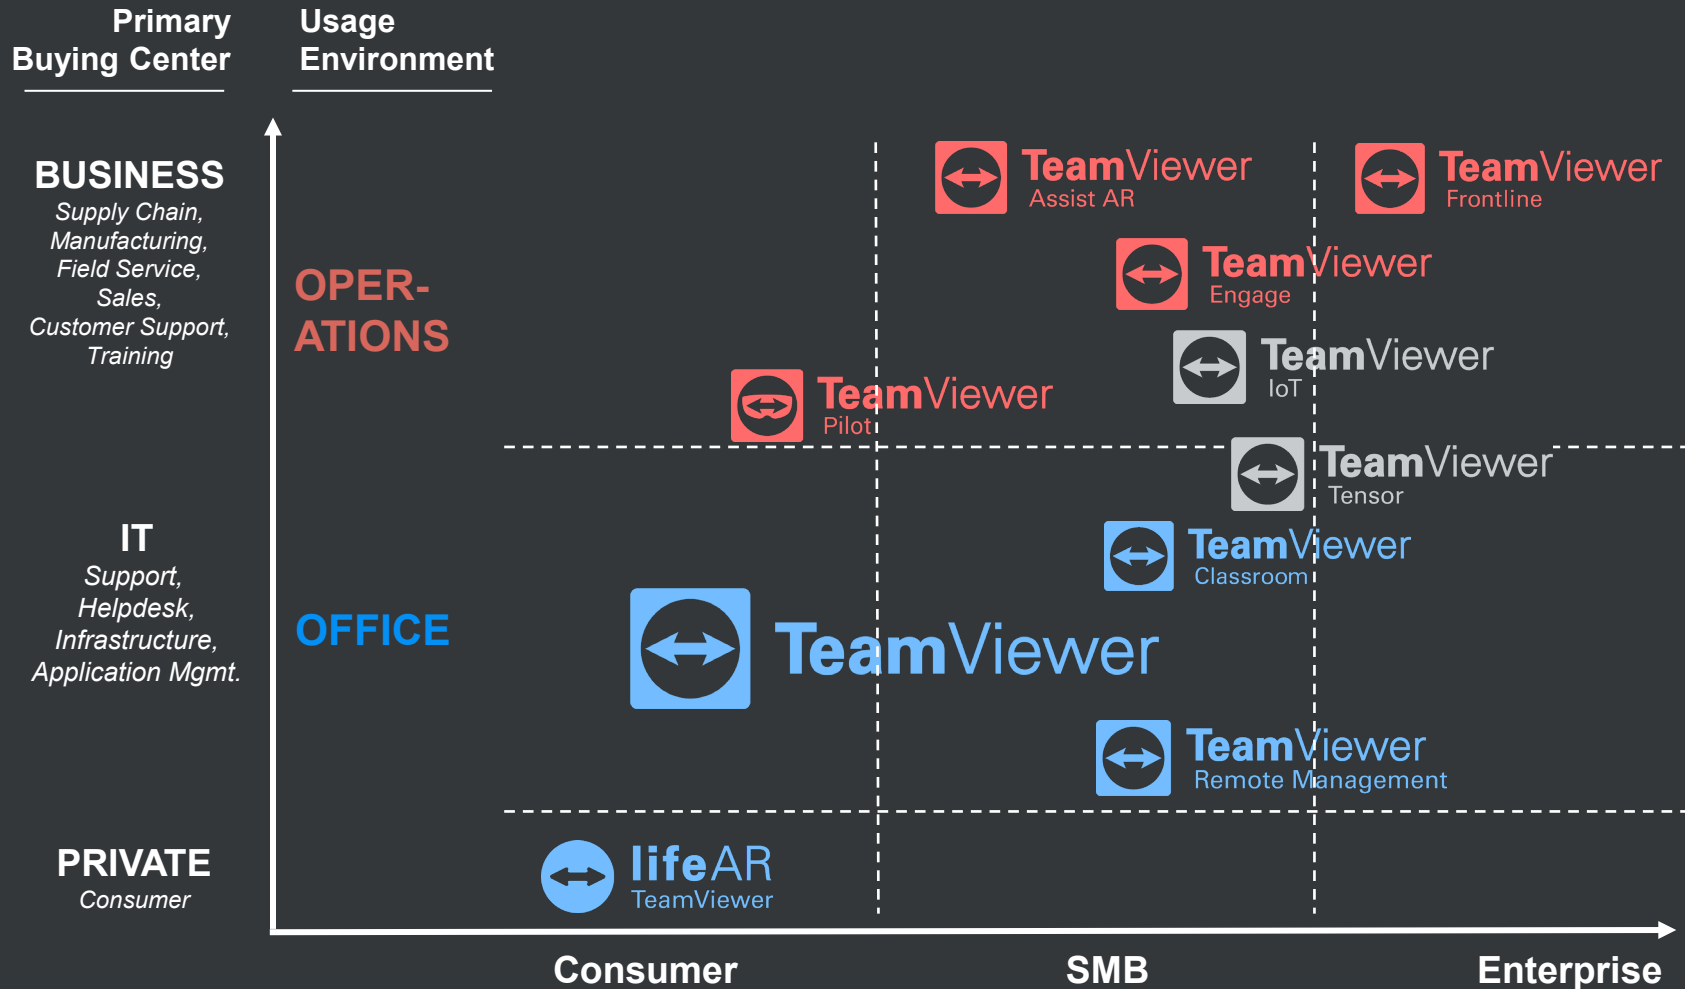 Primary
Buying Center
Usage
Environment
BUSINESS
Supply Chain,
Manufacturing,
Field Service,
Sales,
Customer Support,
Training
OPER-
ATIONS
TeamViewer
Assist AR
TeamViewer
Frontline
TeamViewer
Engage
TeamViewer
IoT
TeamViewer
Pilot
TeamViewer
Tensor
IT
Support,
Helpdesk,
Infrastructure,
Application Mgmt.
OFFICE
TeamViewer
Classroom
TeamViewer
TeamViewer
Remote Management
PRIVATE
Consumer
lifeAR
TeamViewer
Consumer
SMB
Enterprise